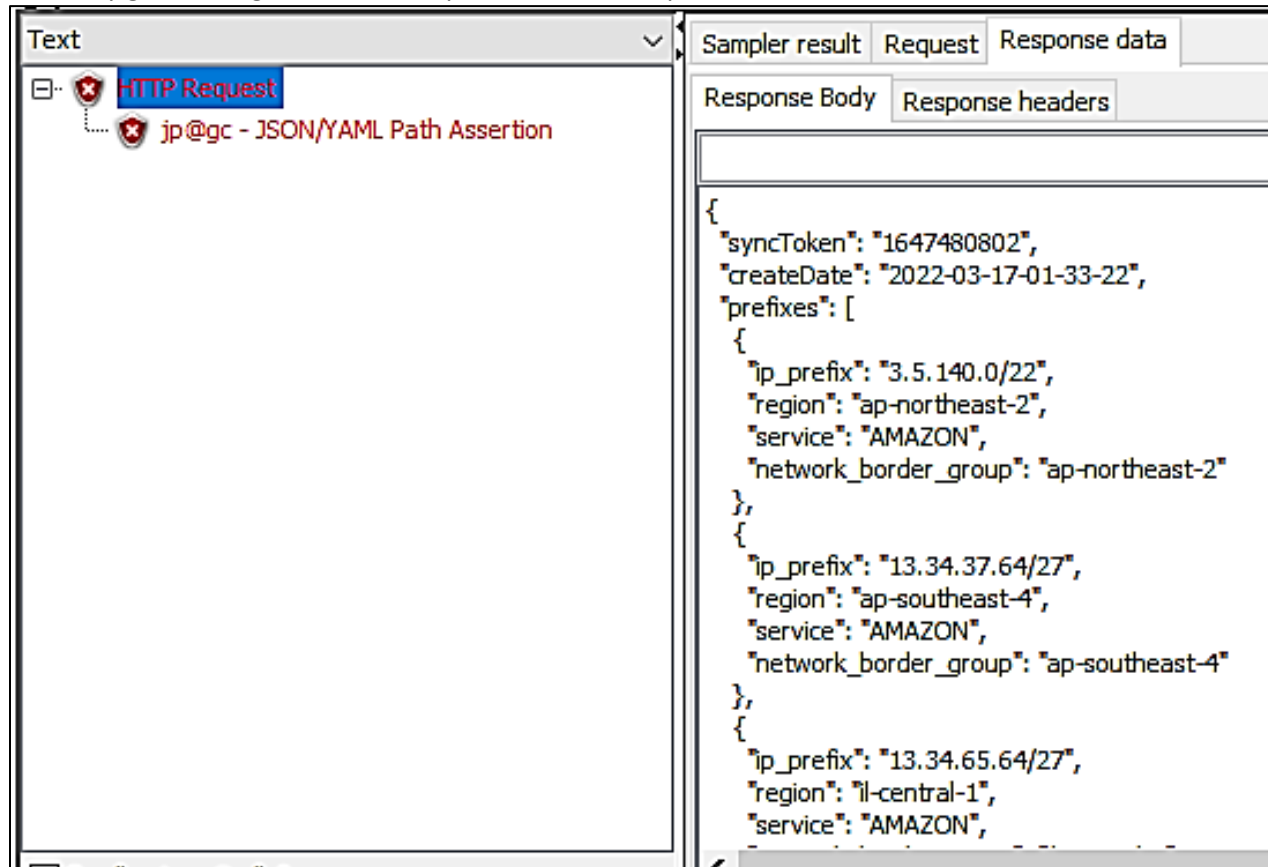 Text
HTTP Request
jp@gc - JSON/YAML Path Assertion
Sampler result Request Response data
Response Body Response headers
{
"syncToken": "1647480802",
"createDate": "2022-03-17-01-33-22",
"prefixes": [
{
"ip_prefix": "3.5.140.0/22",
"region": "ap-northeast-2",
"service": "AMAZON",
"network_border_group": "ap-northeast-2"
},
{
"ip_prefix": "13.34.37.64/27",
"region": "ap-southeast-4",
"service": "AMAZON",
"network_border_group": "ap-southeast-4"
},
{
"ip_prefix": "13.34.65.64/27",
"region": "il-central-1",
"service": "AMAZON",